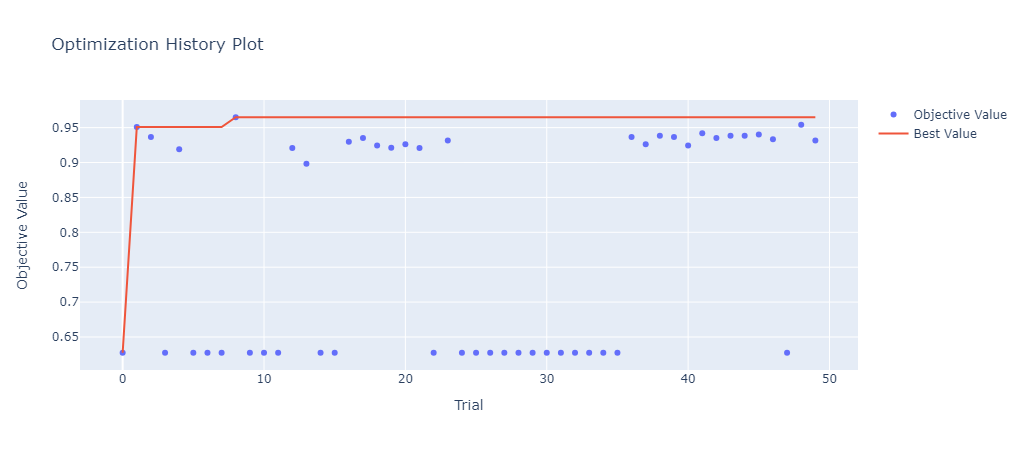 Optimization History Plot
Objective Value
Best Value
0.95
0.9
0.85
0.8
0.75
0.7
0.65
Objective Value
0
10
20
30
40
50
Trial